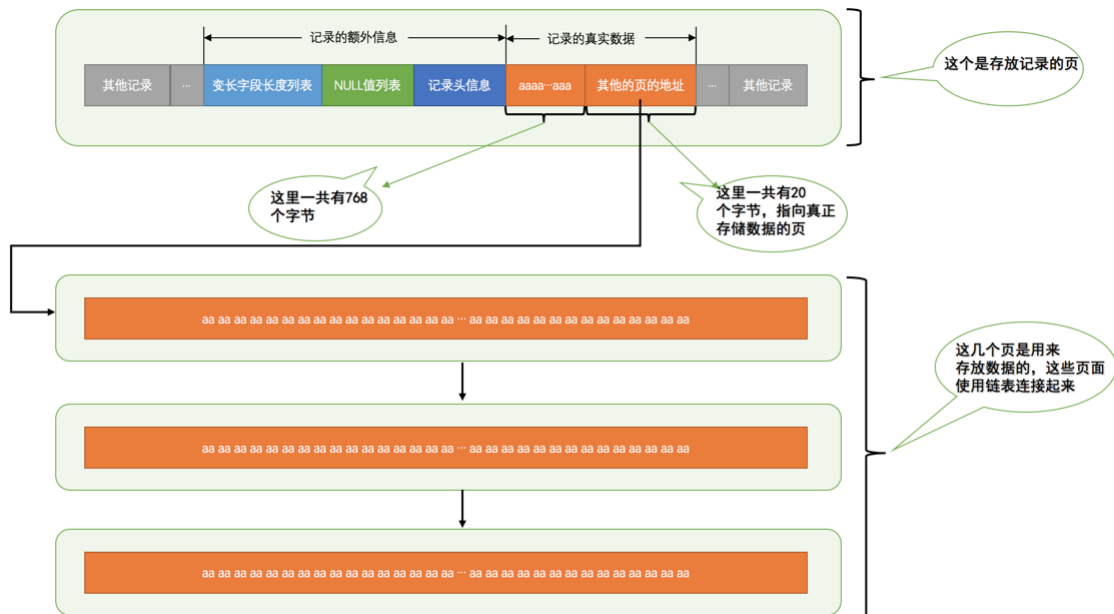 记录的额外信息
记录的真实数据
其他记录
...
变长字段长度列表
NULL值列表
记录头信息
aaaa···aaa
其他的页的地址
...
其他记录
这个是存放记录的页
这里一共有768
个字节
这里一共有20
个字节，指向真正
存储数据的页
aa aa aa aa aa aa aa aa aa aa aa aa aa aa aa aa ··· aa aa aa aa aa aa aa aa aa aa aa aa aa aa
这几个页是用来
存放数据的，这些页面
使用链表连接起来
aa aa aa aa aa aa aa aa aa aa aa aa aa aa aa aa ··· aa aa aa aa aa aa aa aa aa aa aa aa aa aa
aa aa aa aa aa aa aa aa aa aa aa aa aa aa aa aa ··· aa aa aa aa aa aa aa aa aa aa aa aa aa aa